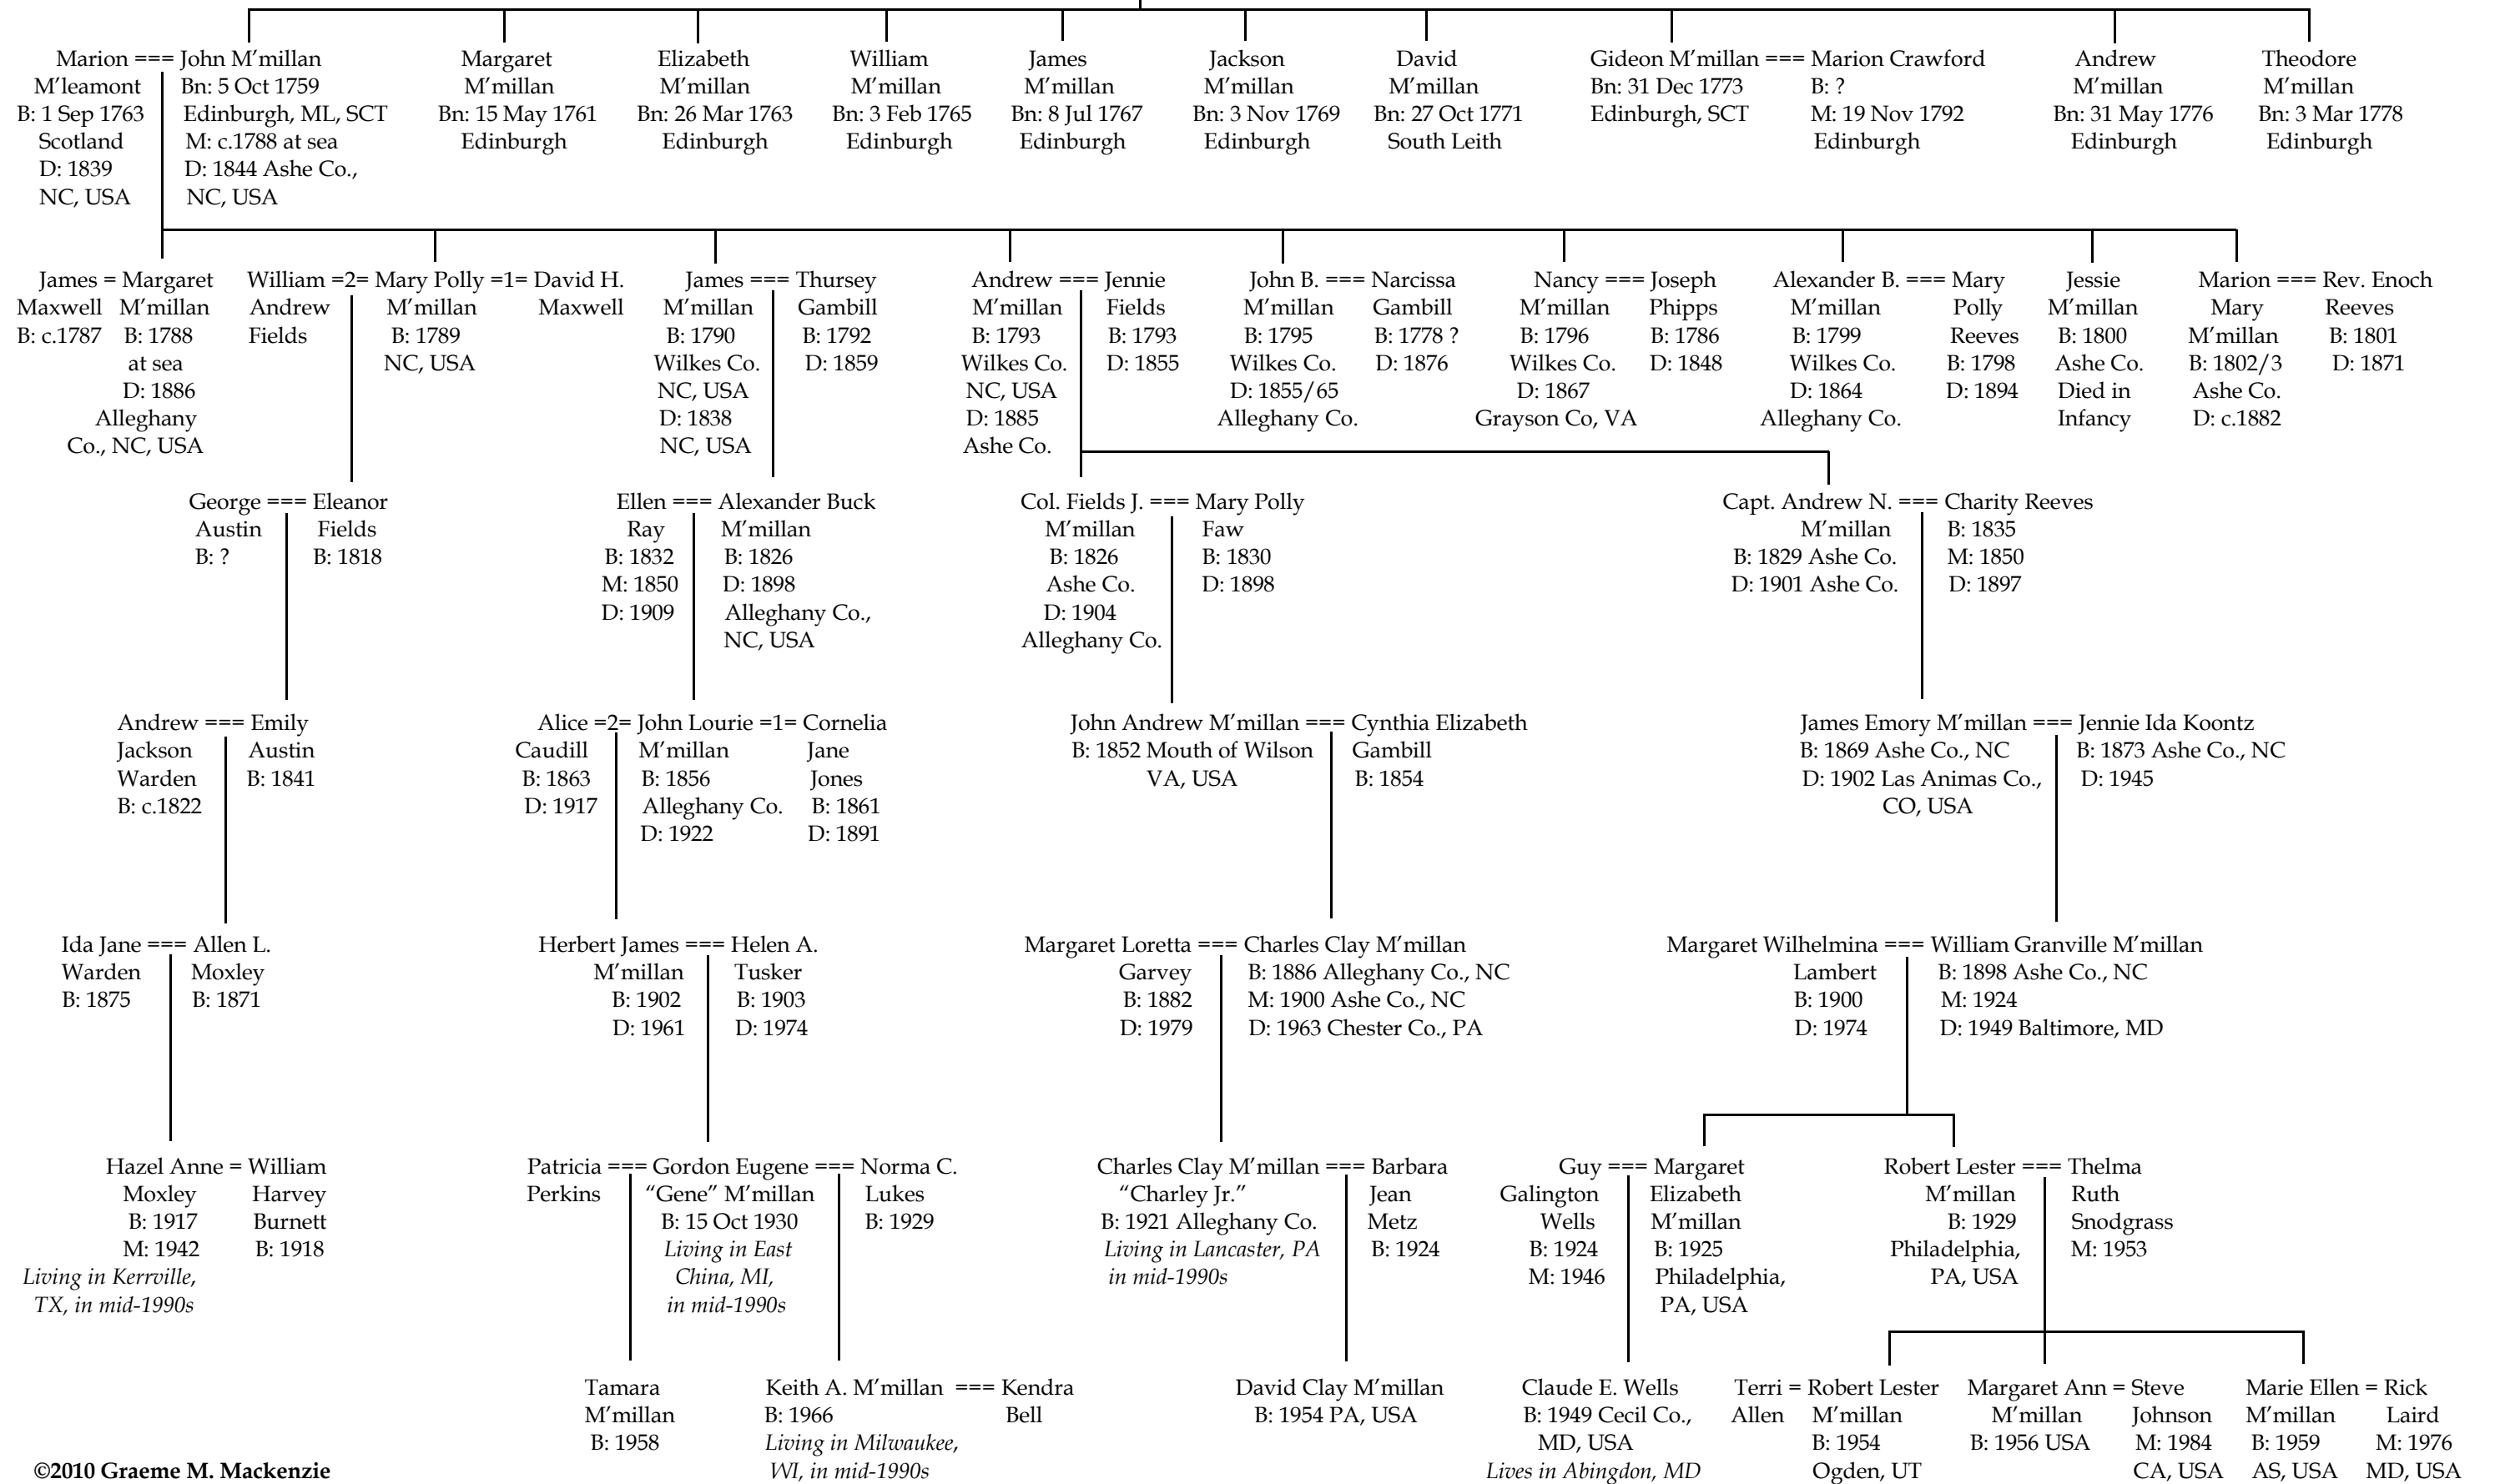 Marion === John M'millan
M'leamont
B: 1 Sep 1763
Scotland
D: 1839
NC, USA
Bn: 5 Oct 1759
Edinburgh, ML, SCT
M: c.1788 at sea
D: 1844 Ashe Co.,
NC, USA
Margaret
M'millan
Bn: 15 May 1761
Edinburgh
Elizabeth
M'millan
Bn: 26 Mar 1763
Edinburgh
William
M'millan
Bn: 3 Feb 1765
Edinburgh
James
M'millan
Bn: 8 Jul 1767
Edinburgh
Jackson
M'millan
Bn: 3 Nov 1769
Edinburgh
David
M'millan
Bn: 27 Oct 1771
South Leith
Gideon M'millan === Marion Crawford
Bn: 31 Dec 1773
Edinburgh, SCT
B: ?
M: 19 Nov 1792
Edinburgh
Andrew
M'millan
Bn: 31 May 1776
Edinburgh
Theodore
M'millan
Bn: 3 Mar 1778
Edinburgh
James = Margaret
Maxwell
B: c.1787
M'millan
B: 1788
at sea
D: 1886
Alleghany
Co., NC, USA
William =2= Mary Polly =1= David H.
Andrew
Fields
M'millan
B: 1789
NC, USA
Maxwell
James === Thursey
M'millan
B: 1790
Wilkes Co.
NC, USA
D: 1838
NC, USA
Gambill
B: 1792
D: 1859
Andrew === Jennie
M'millan
B: 1793
Wilkes Co.
NC, USA
D: 1885
Ashe Co.
Fields
B: 1793
D: 1855
John B. === Narcissa
M'millan
B: 1795
Wilkes Co.
D: 1855/65
Alleghany Co.
Gambill
B: 1778 ?
D: 1876
Nancy === Joseph
M'millan
B: 1796
Wilkes Co.
D: 1867
Grayson Co, VA
Phipps
B: 1786
D: 1848
Alexander B. === Mary
M'millan
B: 1799
Wilkes Co.
D: 1864
Alleghany Co.
Polly
Reeves
B: 1798
D: 1894
Jessie
M'millan
B: 1800
Ashe Co.
Died in
Infancy
Marion === Rev. Enoch
Mary
M'millan
B: 1802/3
Ashe Co.
D: c.1882
Reeves
B: 1801
D: 1871
George === Eleanor
Austin
B: ?
Fields
B: 1818
Ellen === Alexander Buck
Ray
B: 1832
M: 1850
D: 1909
M'millan
B: 1826
D: 1898
Alleghany Co.,
NC, USA
Col. Fields J. === Mary Polly
M'millan
B: 1826
Ashe Co.
D: 1904
Alleghany Co.
Faw
B: 1830
D: 1898
Capt. Andrew N. === Charity Reeves
M'millan
B: 1829 Ashe Co.
D: 1901 Ashe Co.
B: 1835
M: 1850
D: 1897
Andrew === Emily
Jackson
Warden
B: c.1822
Austin
B: 1841
Alice =2= John Lourie =1= Cornelia
Caudill
B: 1863
D: 1917
M'millan
B: 1856
Alleghany Co.
D: 1922
Jane
Jones
B: 1861
D: 1891
John Andrew M'millan === Cynthia Elizabeth
B: 1852 Mouth of Wilson
VA, USA
Gambill
B: 1854
James Emory M'millan === Jennie Ida Koontz
B: 1869 Ashe Co., NC
D: 1902 Las Animas Co.,
CO, USA
B: 1873 Ashe Co., NC
D: 1945
Ida Jane === Allen L.
Warden
B: 1875
Moxley
B: 1871
Herbert James === Helen A.
M'millan
B: 1902
D: 1961
Tusker
B: 1903
D: 1974
Margaret Loretta === Charles Clay M'millan
Garvey
B: 1882
D: 1979
B: 1886 Alleghany Co., NC
M: 1900 Ashe Co., NC
D: 1963 Chester Co., PA
Margaret Wilhelmina === William Granville M'millan
Lambert
B: 1900
D: 1974
B: 1898 Ashe Co., NC
M: 1924
D: 1949 Baltimore, MD
Hazel Anne = William
Moxley
B: 1917
M: 1942
Living in Kerrville,
TX, in mid-1990s
Harvey
Burnett
B: 1918
Patricia === Gordon Eugene === Norma C.
Perkins
"Gene" M'millan
B: 15 Oct 1930
Living in East
China, MI,
in mid-1990s
Lukes
B: 1929
Charles Clay M'millan === Barbara
"Charley Jr."
B: 1921 Alleghany Co.
Living in Lancaster, PA
in mid-1990s
Jean
Metz
B: 1924
Guy === Margaret
Galington
Wells
B: 1924
M: 1946
Elizabeth
M'millan
B: 1925
Philadelphia,
PA, USA
Robert Lester === Thelma
M'millan
B: 1929
Philadelphia,
PA, USA
Ruth
Snodgrass
M: 1953
Tamara
M'millan
B: 1958
Keith A. M'millan === Kendra
B: 1966
Living in Milwaukee,
WI, in mid-1990s
Bell
David Clay M'millan
B: 1954 PA, USA
Claude E. Wells
B: 1949 Cecil Co.,
MD, USA
Lives in Abingdon, MD
Terri = Robert Lester
Allen
M'millan
B: 1954
Ogden, UT
Margaret Ann = Steve
M'millan
B: 1956 USA
Johnson
M: 1984
CA, USA
Marie Ellen = Rick
M'millan
B: 1959
AS, USA
Laird
M: 1976
MD, USA
©2010 Graeme M. Mackenzie